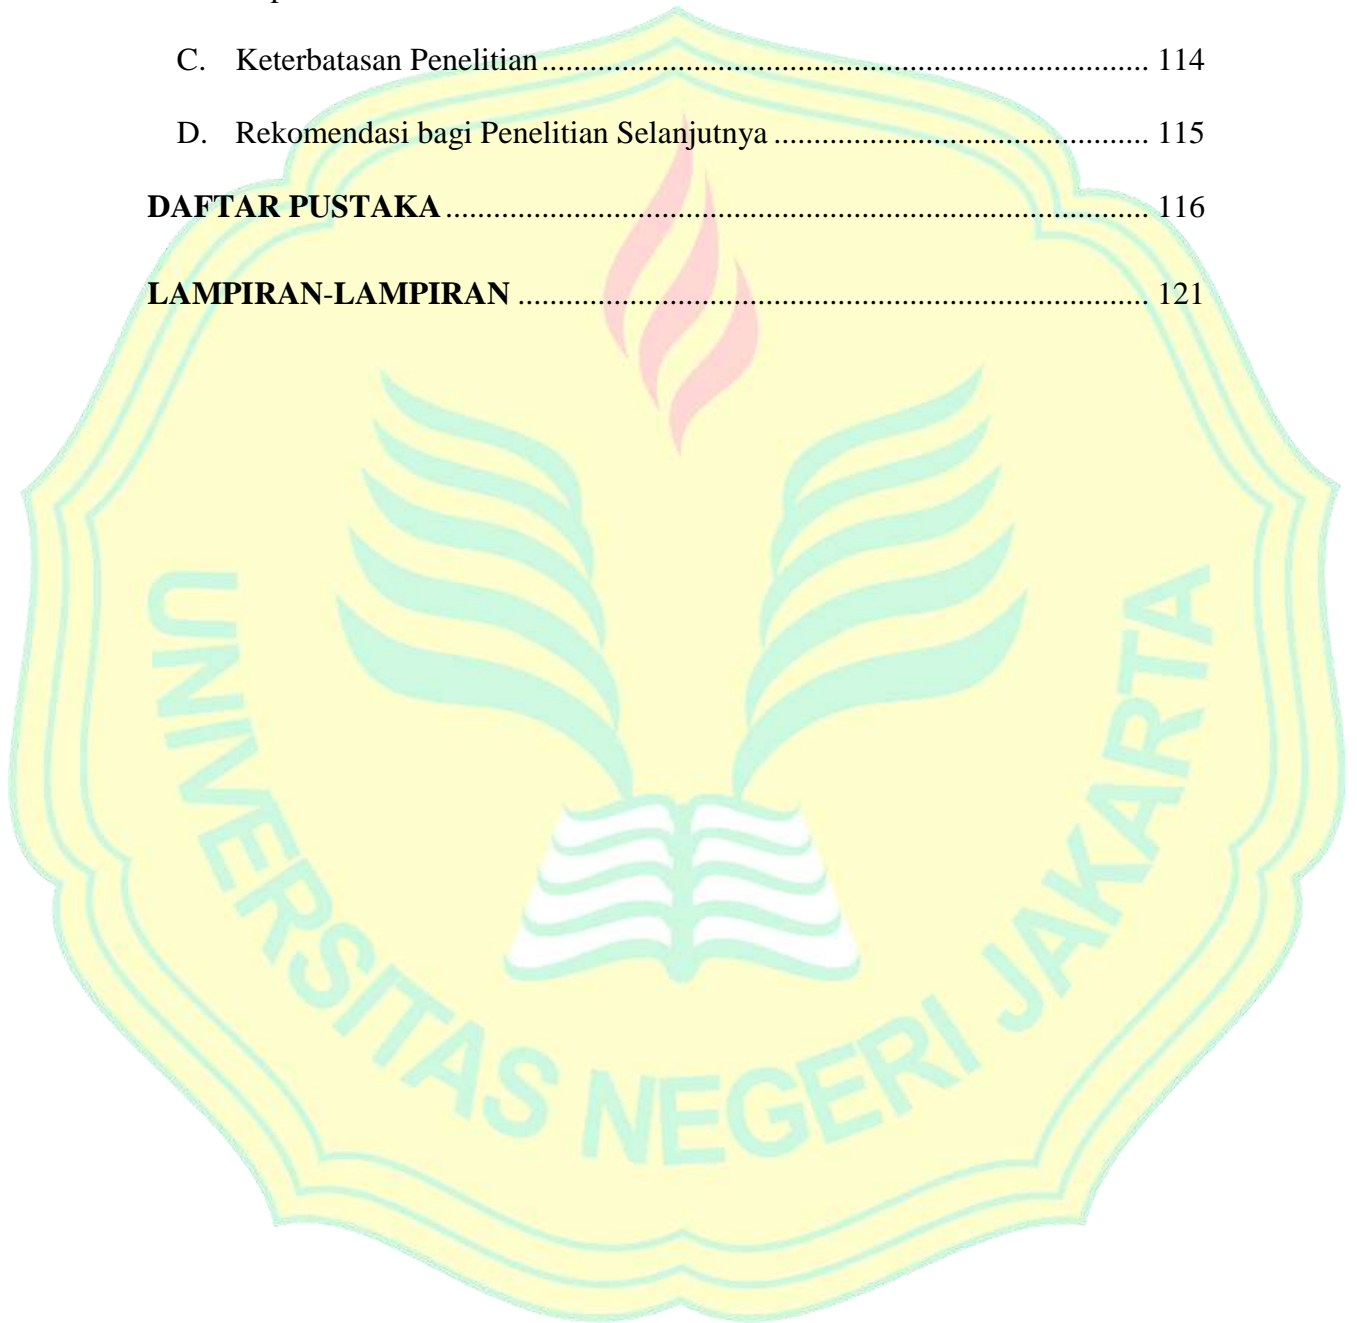 C. Keterbatasan Penelitian........................................................................... 114
D. Rekomendasi bagi Penelitian Selanjutnya .............................................. 115
DAFTAR PUSTAKA ...................................................................................... 116
LAMPIRAN-LAMPIRAN ............................................................................. 121
UNIVERSITAS NEGERI JAKARTA